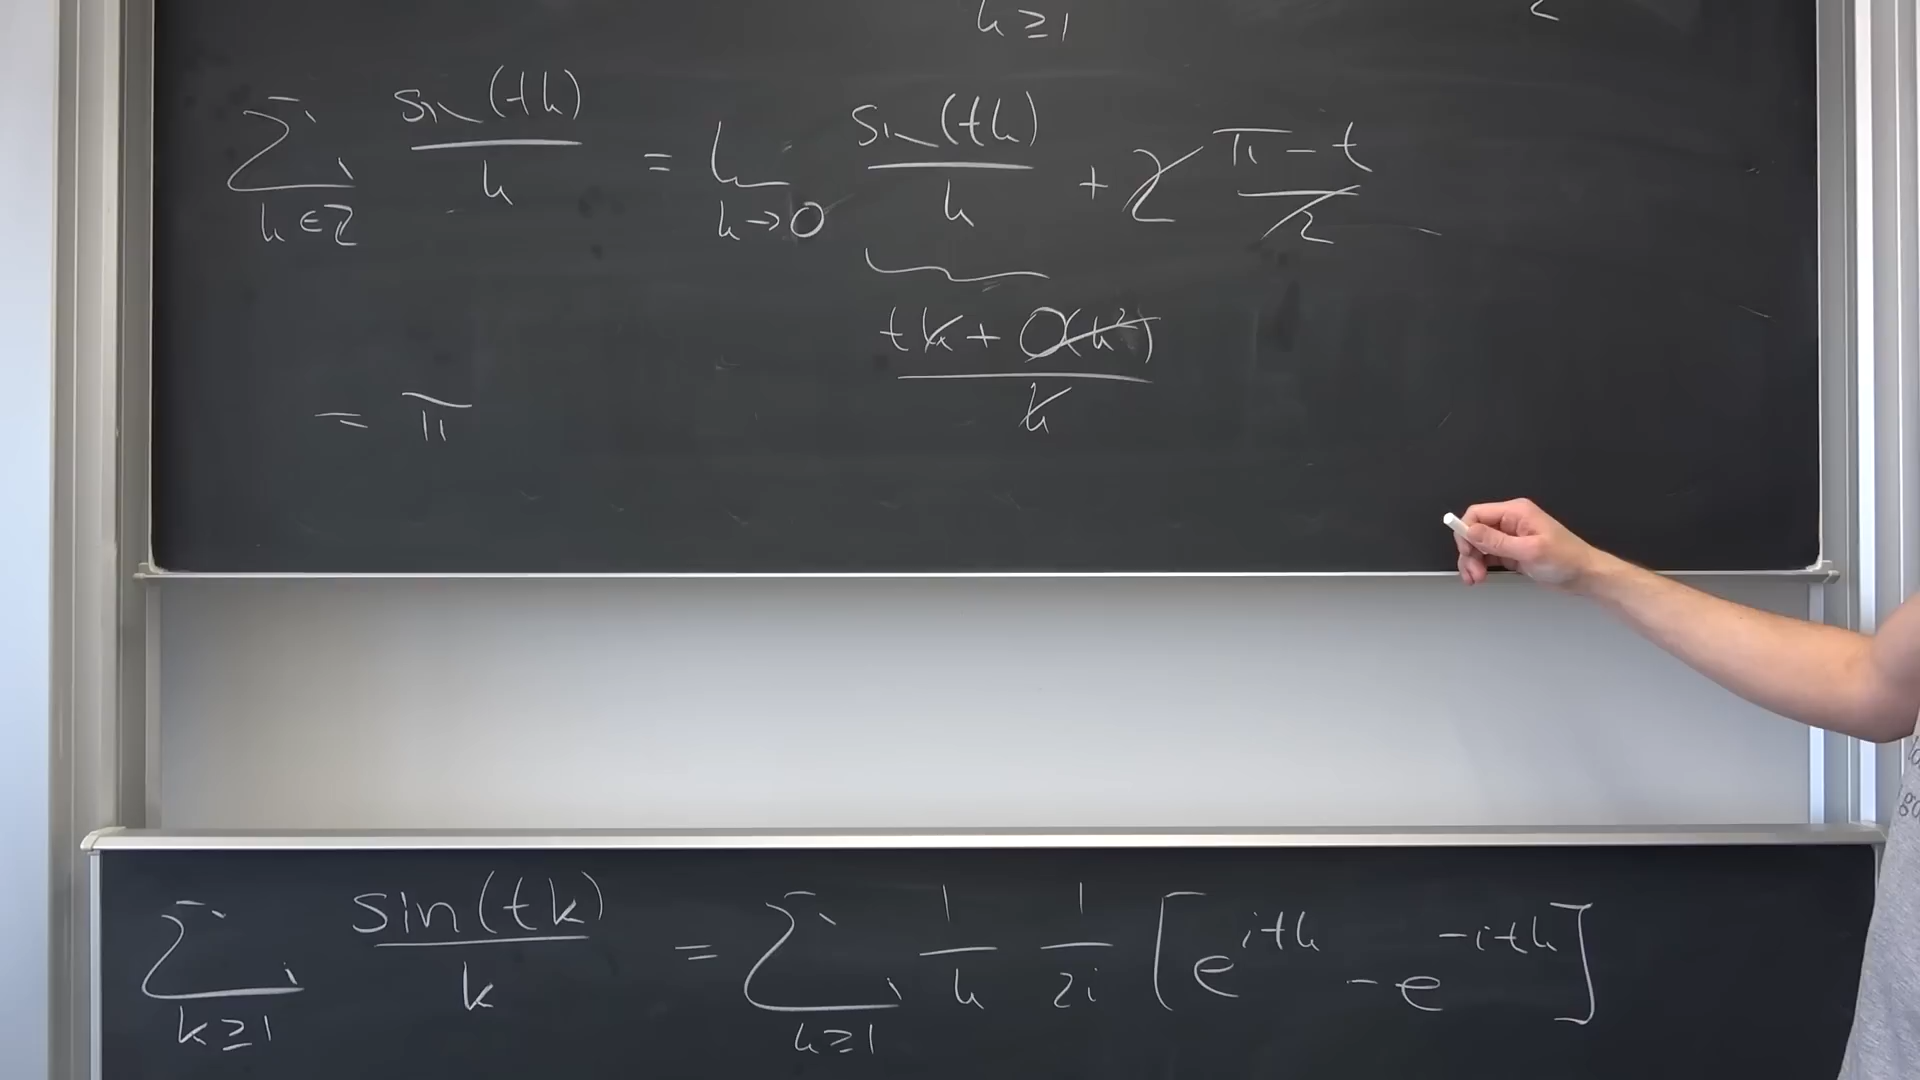 k≥1
∑_{k∈ℤ} sin(tk)/k = lim_{k→0} sin(tk)/k + 2 (π-t)/2
(tk + O(k²))/k
= π
∑_{k≥1} sin(tk)/k = ∑_{k≥1} 1/k 1/2i [e^{itk} - e^{-itk}]